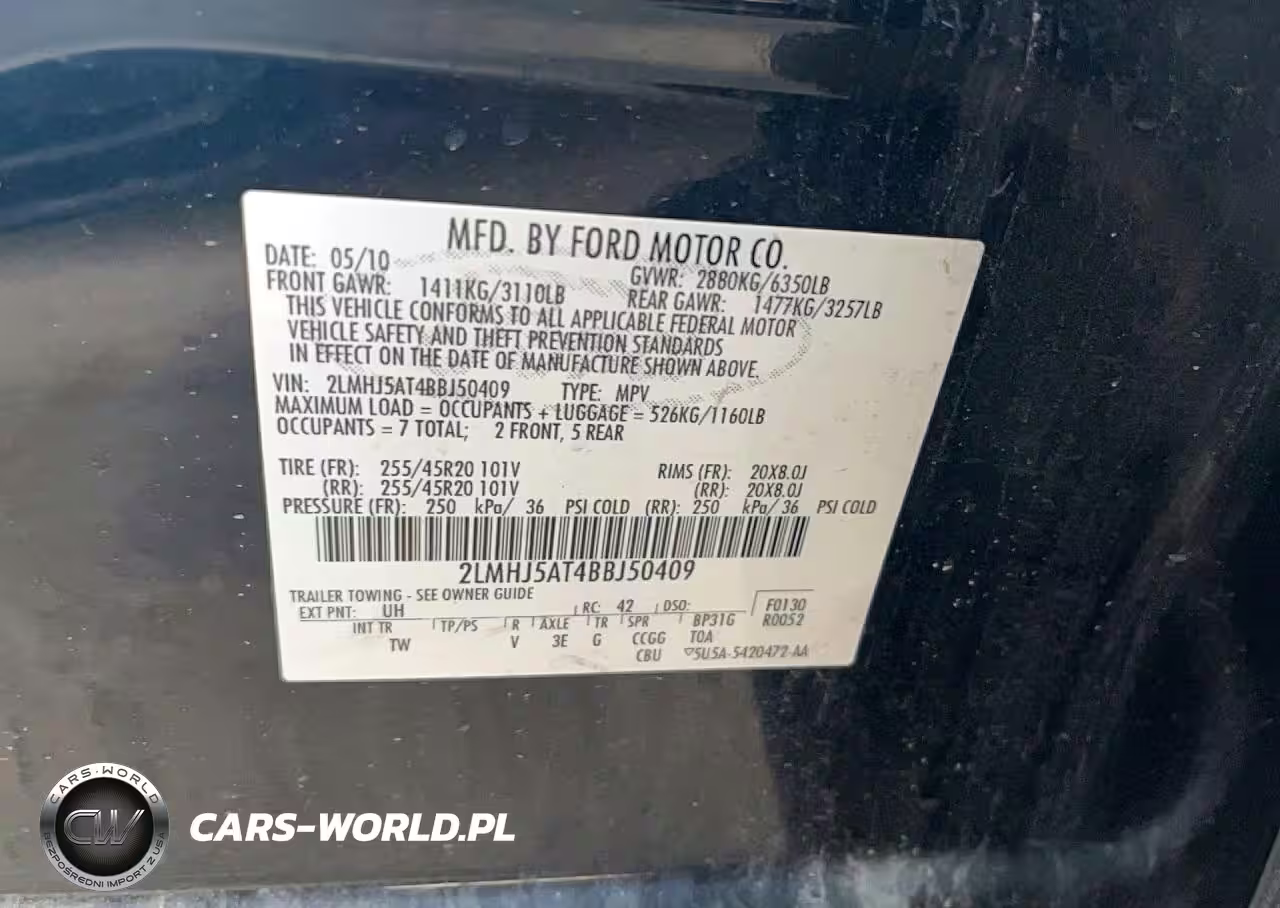 MFD. BY FORD MOTOR CO.
DATE: 05/10 GVWR: 2880KG/6350LB
FRONT GAWR: 1411KG/3110LB REAR GAWR: 1477KG/3257LB
THIS VEHICLE CONFORMS TO ALL APPLICABLE FEDERAL MOTOR
VEHICLE SAFETY AND THEFT PREVENTION STANDARDS
IN EFFECT ON THE DATE OF MANUFACTURE SHOWN ABOVE.
VIN: 2LMHJ5AT4BBJ50409 TYPE: MPV
MAXIMUM LOAD = OCCUPANTS + LUGGAGE = 526KG/1160LB
OCCUPANTS = 7 TOTAL; 2 FRONT, 5 REAR
TIRE (FR): 255/45R20 101V RIMS (FR): 20X8.0J
(RR): 255/45R20 101V (RR): 20X8.0J
PRESSURE (FR): 250 kPa/ 36 PSI COLD (RR): 250 kPa/ 36 PSI COLD
2LMHJ5AT4BBJ50409
TRAILER TOWING - SEE OWNER GUIDE
EXT PNT: UH RC: 42 DSO: F0130
INT TR TP/PS R AXLE TR SPR BP31G R0052
TW V 3E G CCGG TOA
CBU 5U5A-5420472-AA
CARS-WORLD
CW
BEZPOŚREDNI IMPORT Z USA
CARS-WORLD.PL